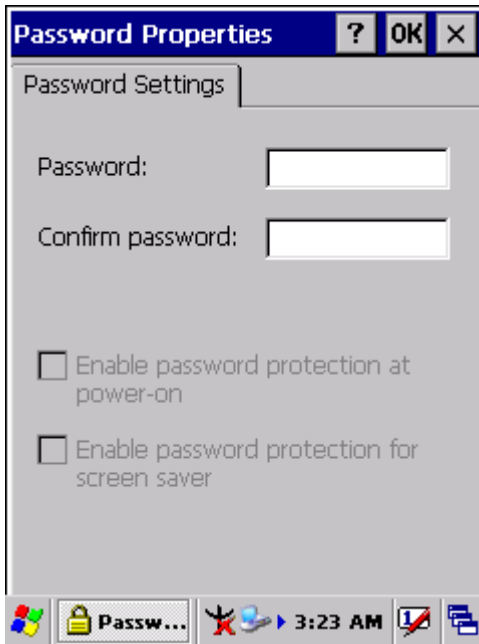 Password Properties ? OK ×
Password Settings
Password:
Confirm password:
Enable password protection at
power-on
Enable password protection for
screen saver
Passw... 3:23 AM 1